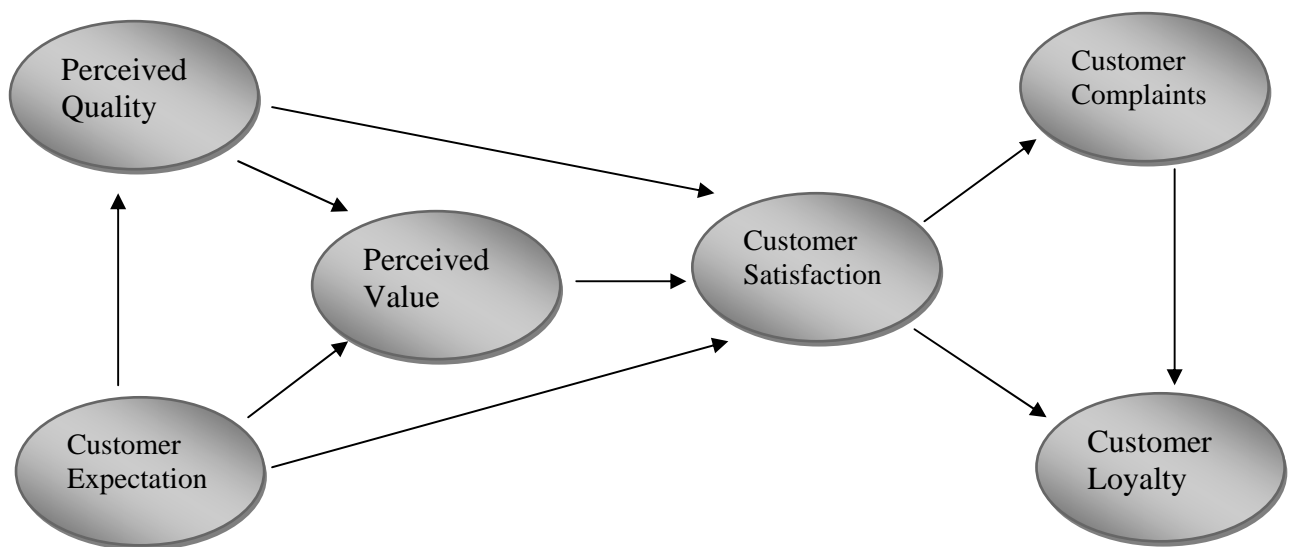 Perceived
Quality
Customer
Complaints
Perceived
Value
Customer
Satisfaction
Customer
Expectation
Customer
Loyalty